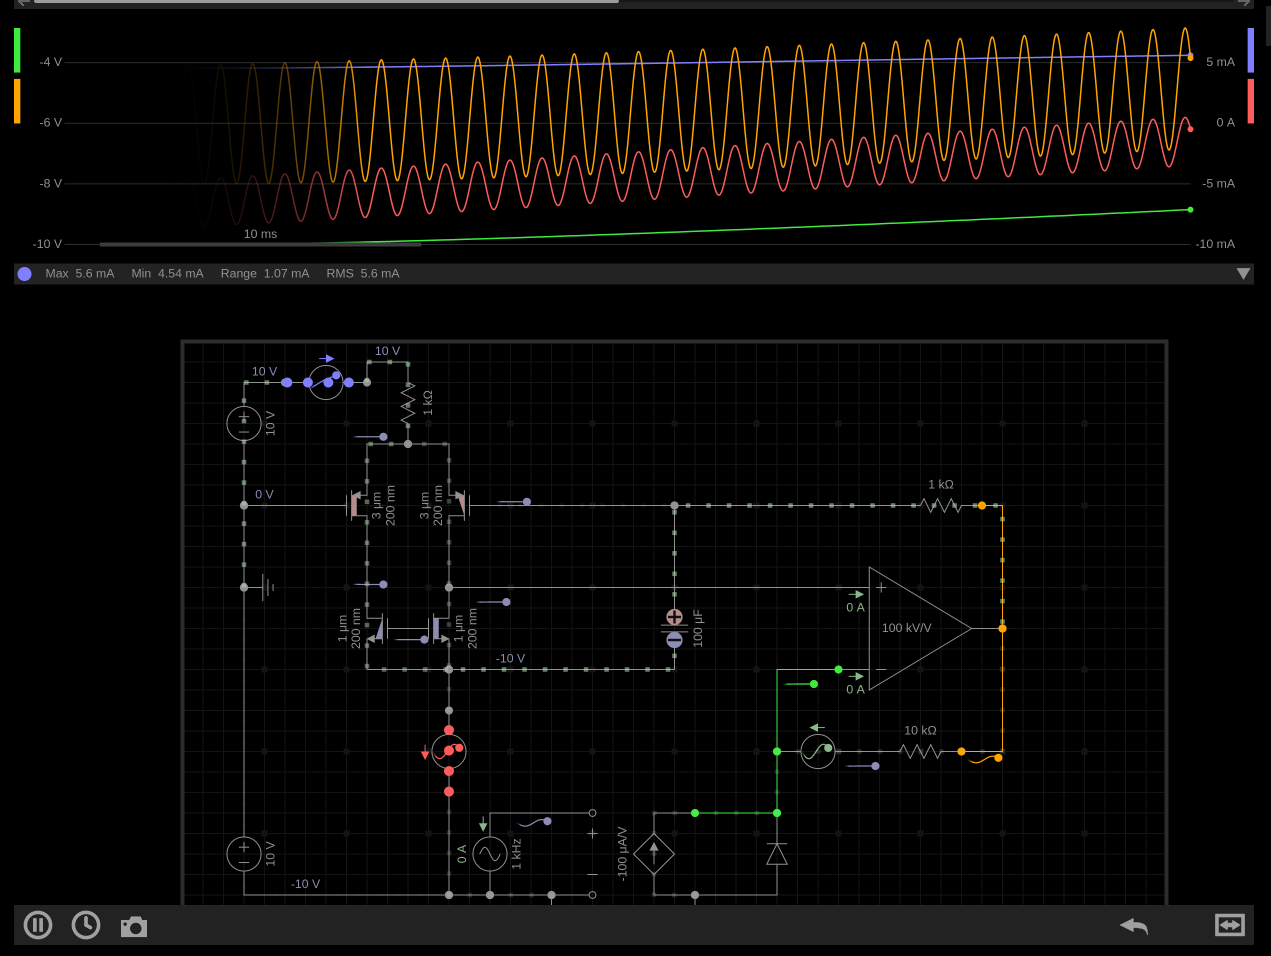 -4 V
5 mA
-6 V
0 A
-8 V
-5 mA
10 ms
-10 V
-10 mA
Max 5.6 mA Min 4.54 mA Range 1.07 mA RMS 5.6 mA
10 V
10 V
1 kΩ
10 V
0 V
3 µm
200 nm
3 µm
200 nm
1 kΩ
0 A
1 µm
200 nm
1 µm
200 nm
100 µF
100 kV/V
-10 V
0 A
10 kΩ
0 A
1 kHz
-100 µA/V
10 V
-10 V